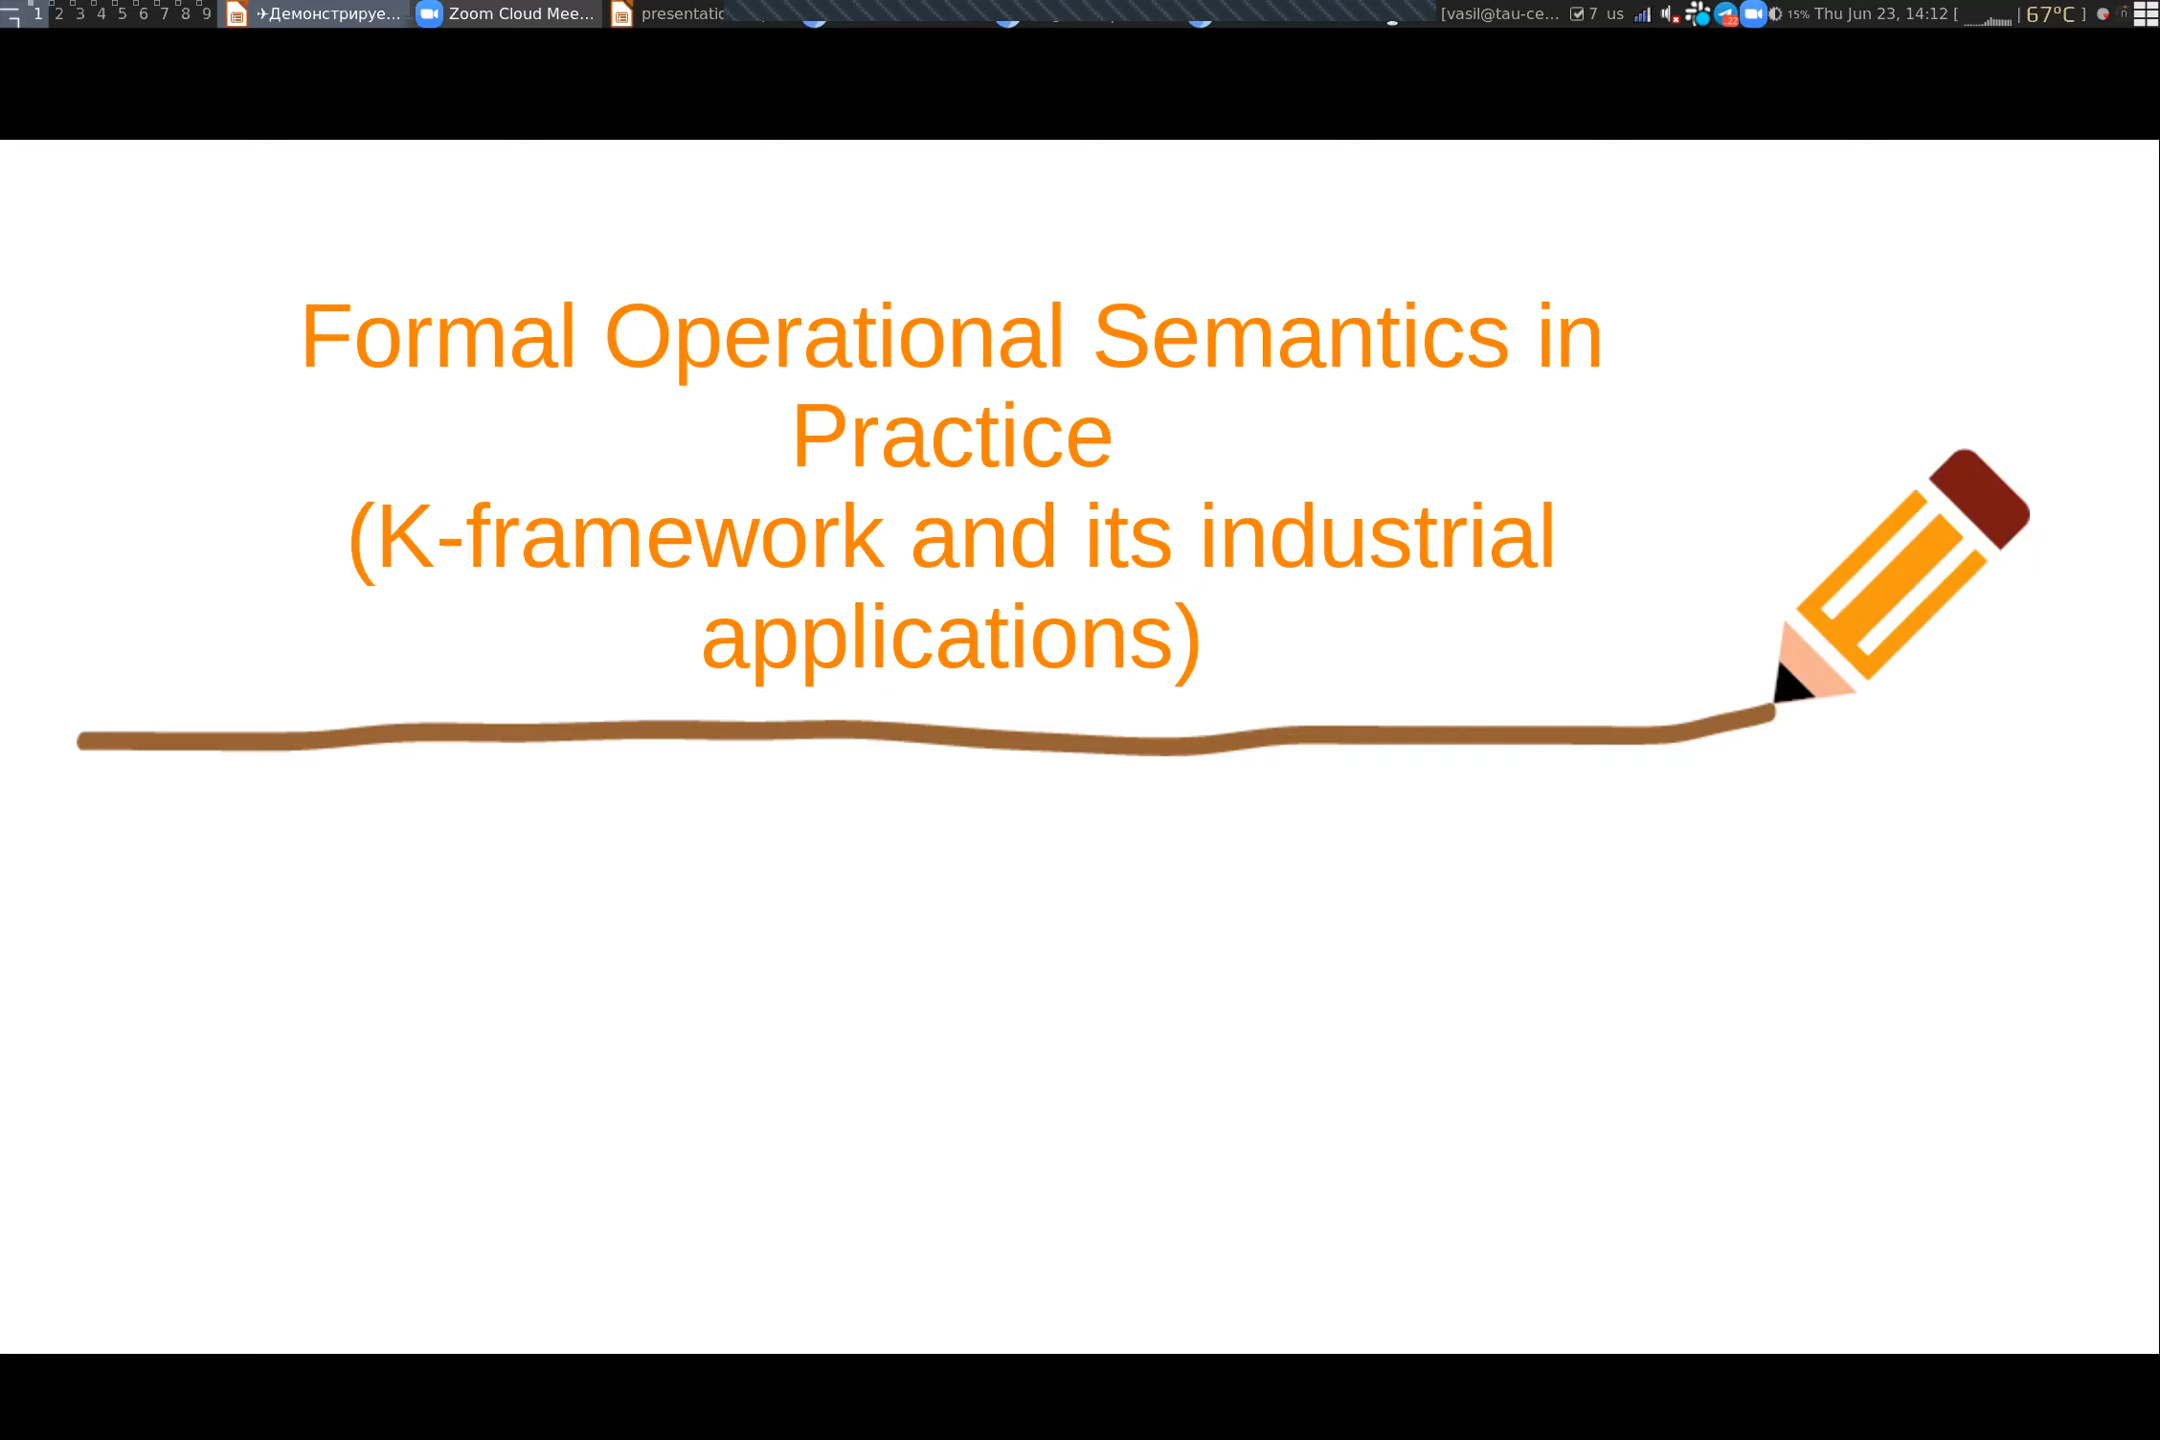 1 2 3 4 5 6 7 8 9 ✈Демонстрируе... Zoom Cloud Mee... [vasil@tau-ce... 7 us 15% Thu Jun 23, 14:12 [ | 67°C ]
Formal Operational Semantics in
Practice
(K-framework and its industrial
applications)